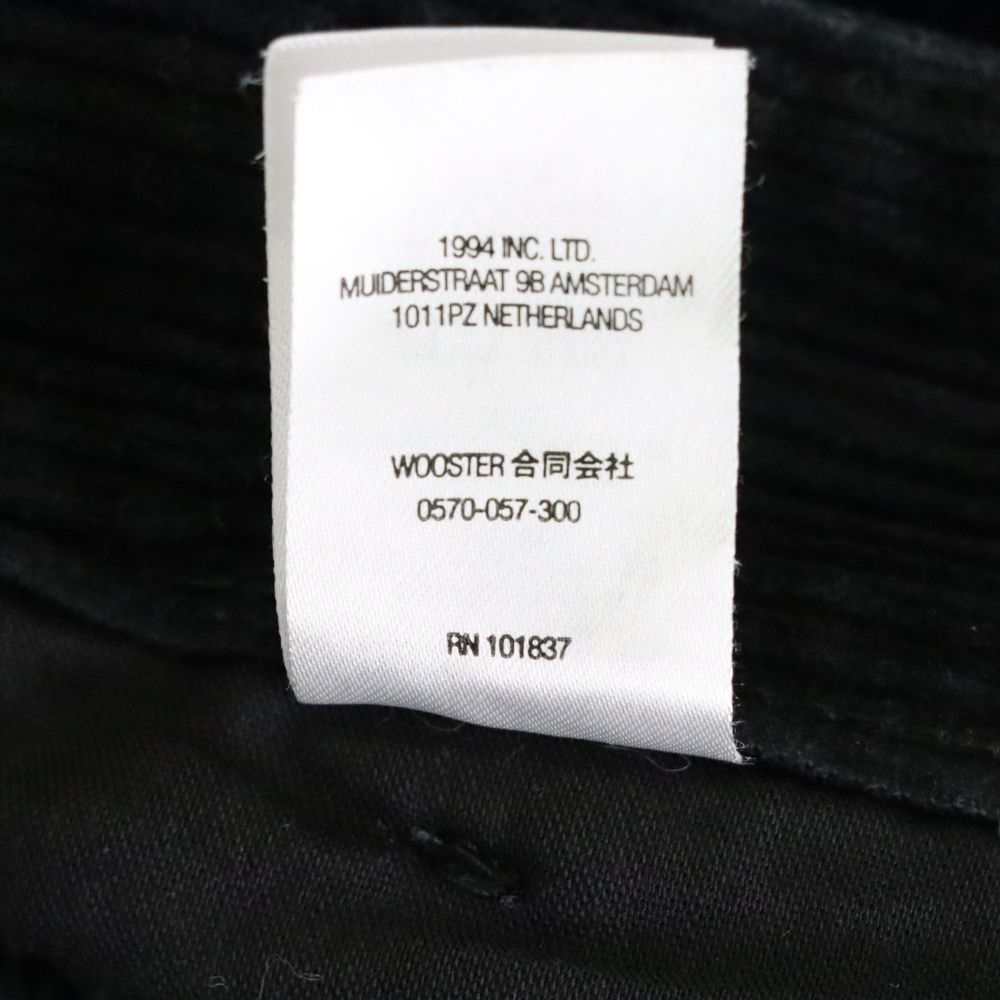 1994 INC. LTD.
MUIDERSTRAAT 9B AMSTERDAM
1011PZ NETHERLANDS
WOOSTER 合同会社
0570-057-300
RN 101837